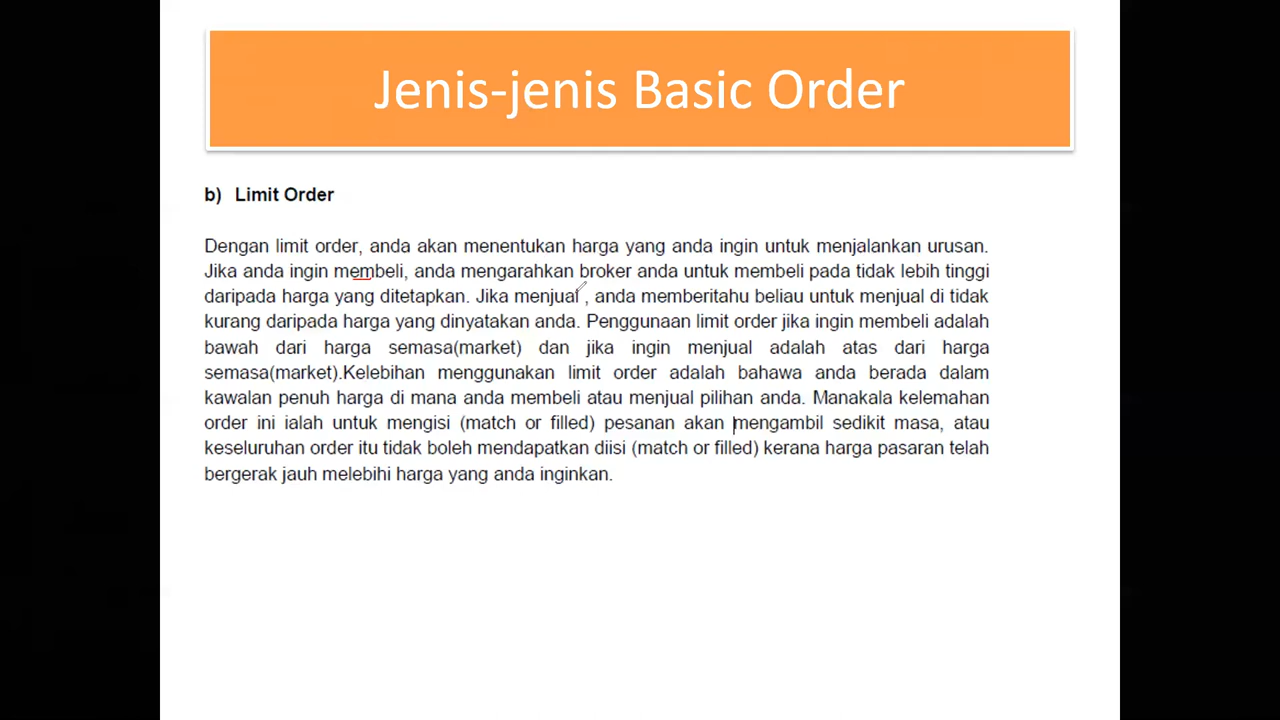 Jenis-jenis Basic Order
b) Limit Order
Dengan limit order, anda akan menentukan harga yang anda ingin untuk menjalankan urusan.
Jika anda ingin membeli, anda mengarahkan broker anda untuk membeli pada tidak lebih tinggi
daripada harga yang ditetapkan. Jika menjual , anda memberitahu beliau untuk menjual di tidak
kurang daripada harga yang dinyatakan anda. Penggunaan limit order jika ingin membeli adalah
bawah dari harga semasa(market) dan jika ingin menjual adalah atas dari harga
semasa(market).Kelebihan menggunakan limit order adalah bahawa anda berada dalam
kawalan penuh harga di mana anda membeli atau menjual pilihan anda. Manakala kelemahan
order ini ialah untuk mengisi (match or filled) pesanan akan mengambil sedikit masa, atau
keseluruhan order itu tidak boleh mendapatkan diisi (match or filled) kerana harga pasaran telah
bergerak jauh melebihi harga yang anda inginkan.